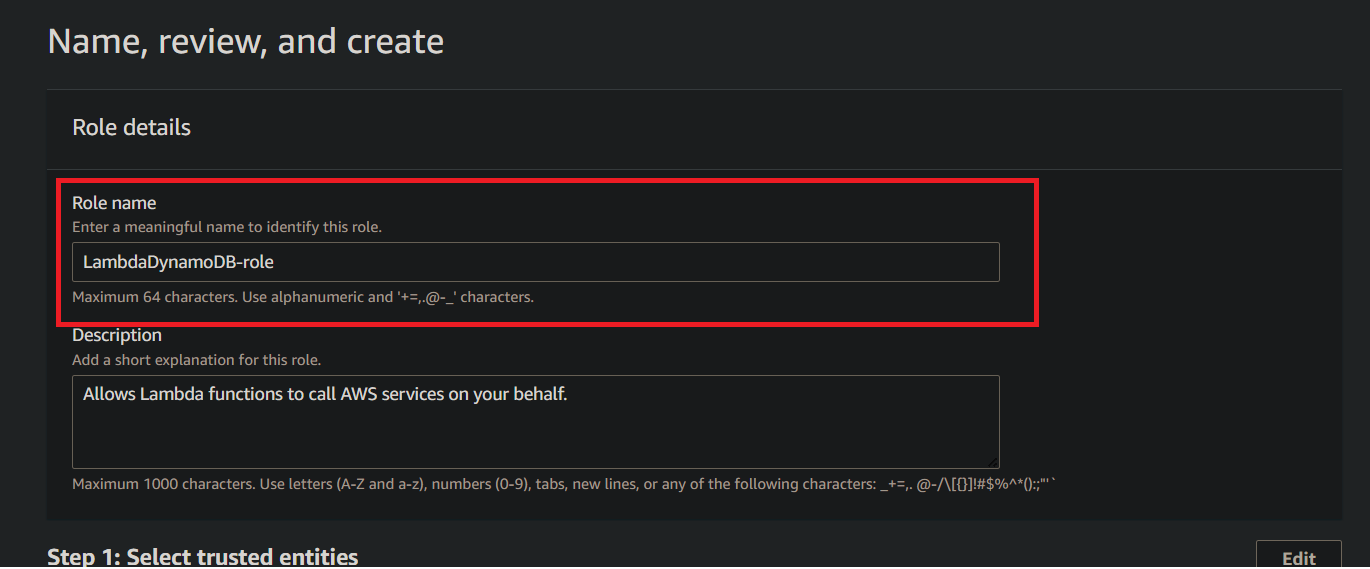 Name, review, and create
Role details
Role name
Enter a meaningful name to identify this role.
LambdaDynamoDB-role
Maximum 64 characters. Use alphanumeric and '+=,.@-_' characters.
Description
Add a short explanation for this role.
Allows Lambda functions to call AWS services on your behalf.
Maximum 1000 characters. Use letters (A-Z and a-z), numbers (0-9), tabs, new lines, or any of the following characters: _+=,. @-/\[{}]!#$%^*();:"'`
Step 1: Select trusted entities
Edit